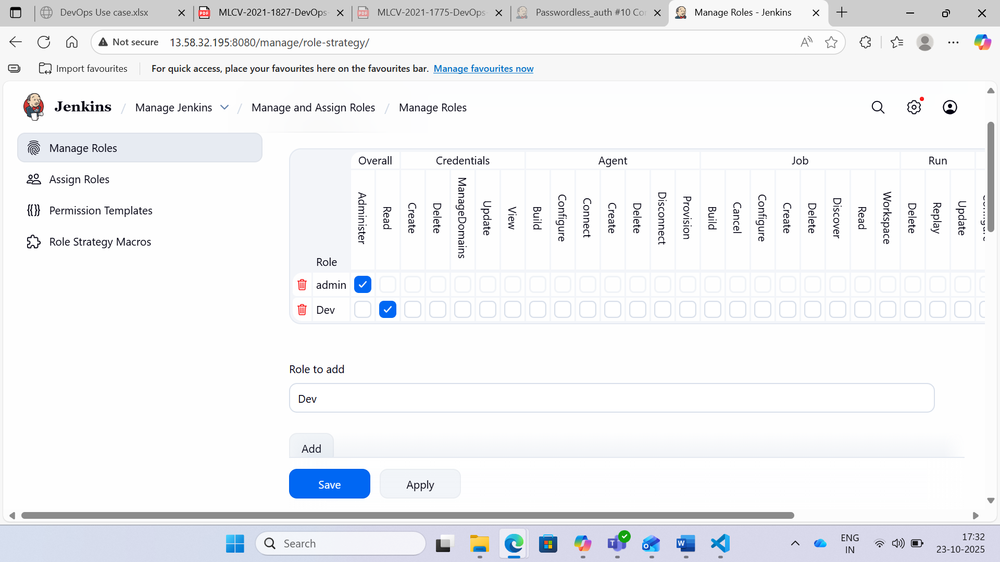 DevOps Use case.xlsx
MLCV-2021-1827-DevOps-
MLCV-2021-1775-DevOps-
Passwordless_auth #10 Co
Manage Roles - Jenkins
Not secure
13.58.32.195:8080/manage/role-strategy/
Import favourites
For quick access, place your favourites here on the favourites bar. Manage favourites now
Jenkins / Manage Jenkins / Manage and Assign Roles / Manage Roles
Manage Roles
Assign Roles
Permission Templates
Role Strategy Macros
Overall Credentials Agent Job Run
Role Administer Read Create Delete ManageDomains Update View Build Configure Connect Create Delete Disconnect Provision Build Cancel Configure Create Delete Discover Read Workspace Delete Replay Update
admin
Dev
Role to add
Dev
Add
Save Apply
Search
ENG
IN
17:32
23-10-2025